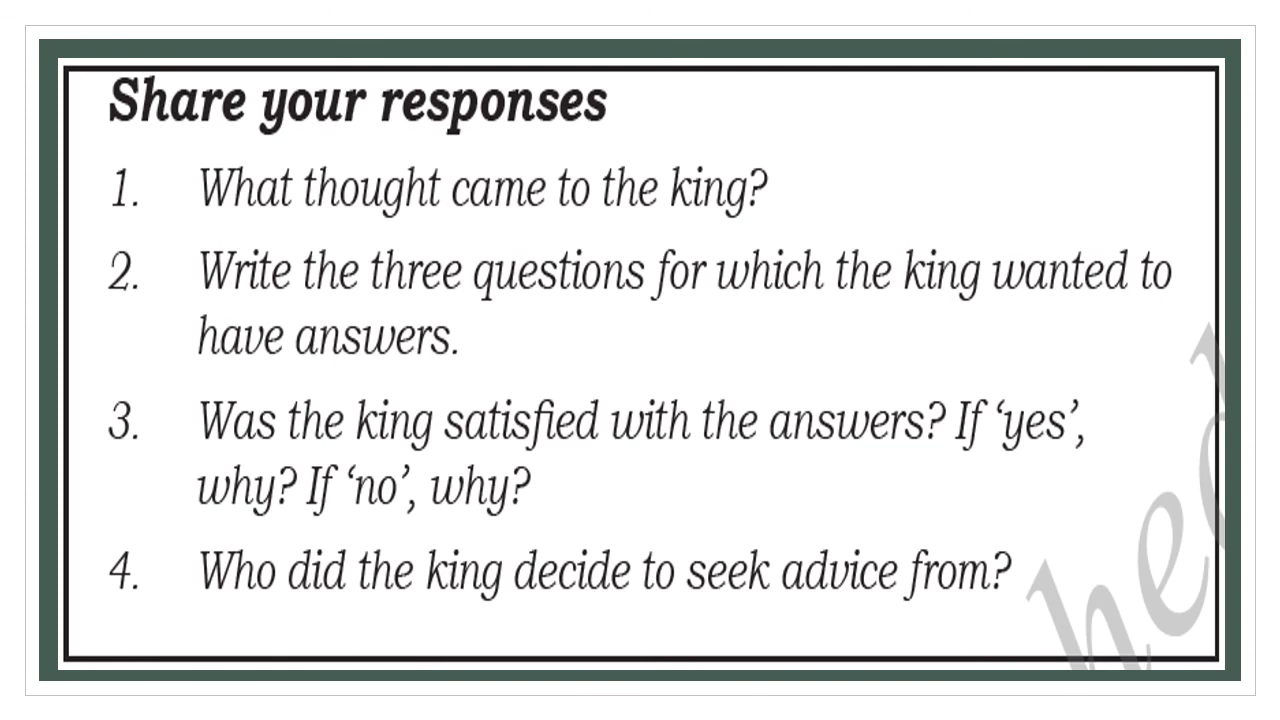 Share your responses
1. What thought came to the king?
2. Write the three questions for which the king wanted to
have answers.
3. Was the king satisfied with the answers? If ‘yes’,
why? If ‘no’, why?
4. Who did the king decide to seek advice from?
hed